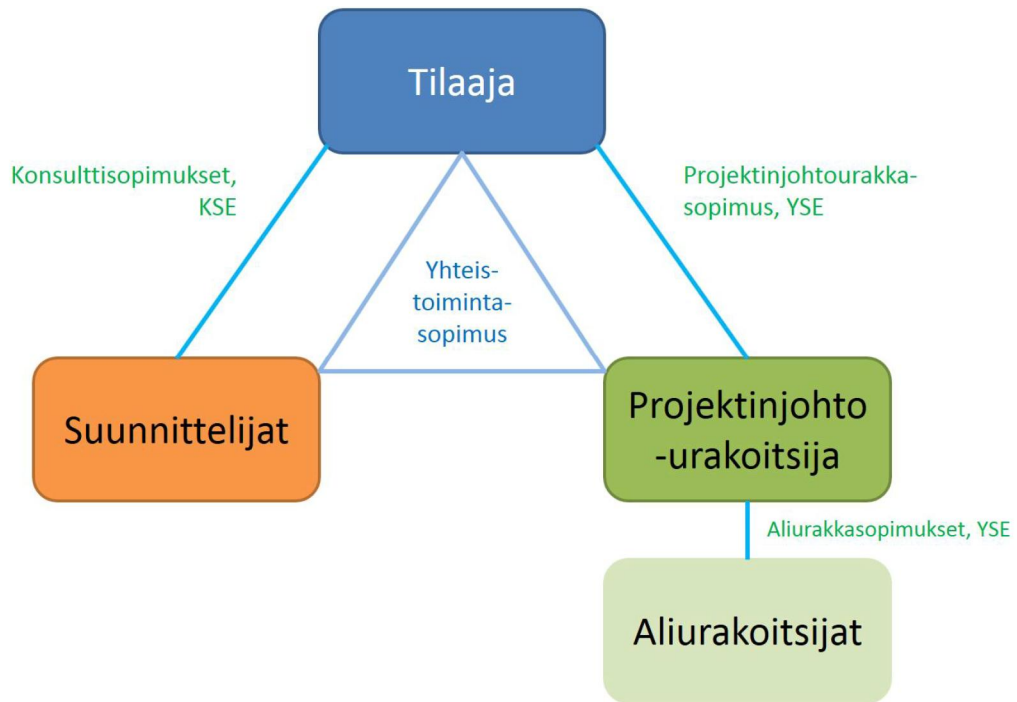 Tilaaja
Konsulttisopimukset,
KSE
Projektinjohtourakka-
sopimus, YSE
Yhteis-
toiminta-
sopimus
Suunnittelijat
Projektinjohto
-urakoitsija
Aliurakkasopimukset, YSE
Aliurakoitsijat